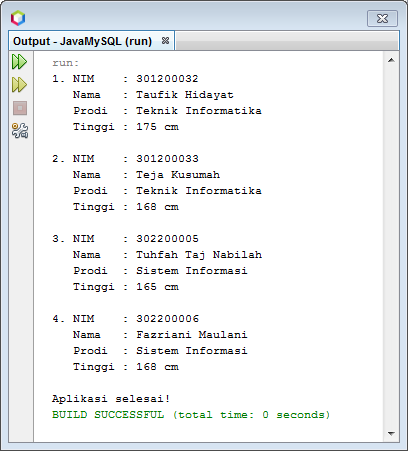 Output - JavaMySQL (run)
run:
1. NIM    : 301200032
   Nama   : Taufik Hidayat
   Prodi  : Teknik Informatika
   Tinggi : 175 cm
2. NIM    : 301200033
   Nama   : Teja Kusumah
   Prodi  : Teknik Informatika
   Tinggi : 168 cm
3. NIM    : 302200005
   Nama   : Tuhfah Taj Nabilah
   Prodi  : Sistem Informasi
   Tinggi : 165 cm
4. NIM    : 302200006
   Nama   : Fazriani Maulani
   Prodi  : Sistem Informasi
   Tinggi : 168 cm
Aplikasi selesai!
BUILD SUCCESSFUL (total time: 0 seconds)